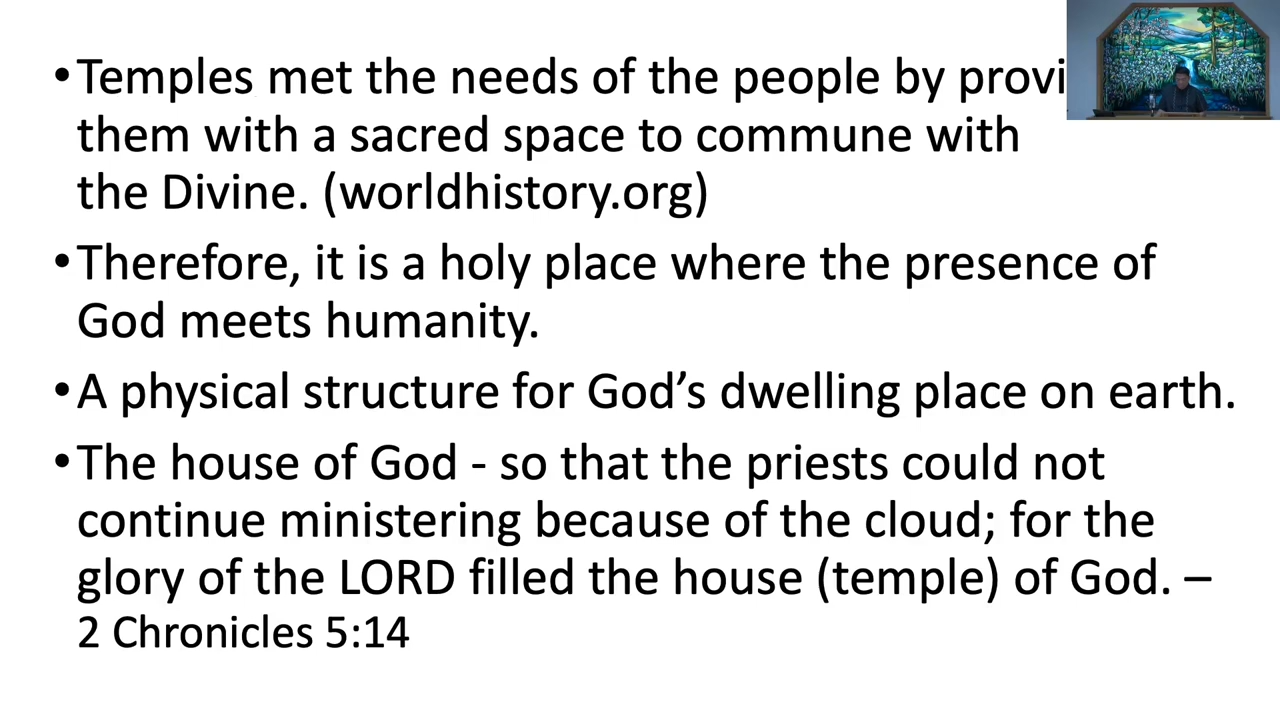 •Temples met the needs of the people by provi
them with a sacred space to commune with
the Divine. (worldhistory.org)
•Therefore, it is a holy place where the presence of
God meets humanity.
•A physical structure for God’s dwelling place on earth.
•The house of God - so that the priests could not
continue ministering because of the cloud; for the
glory of the LORD filled the house (temple) of God. –
2 Chronicles 5:14